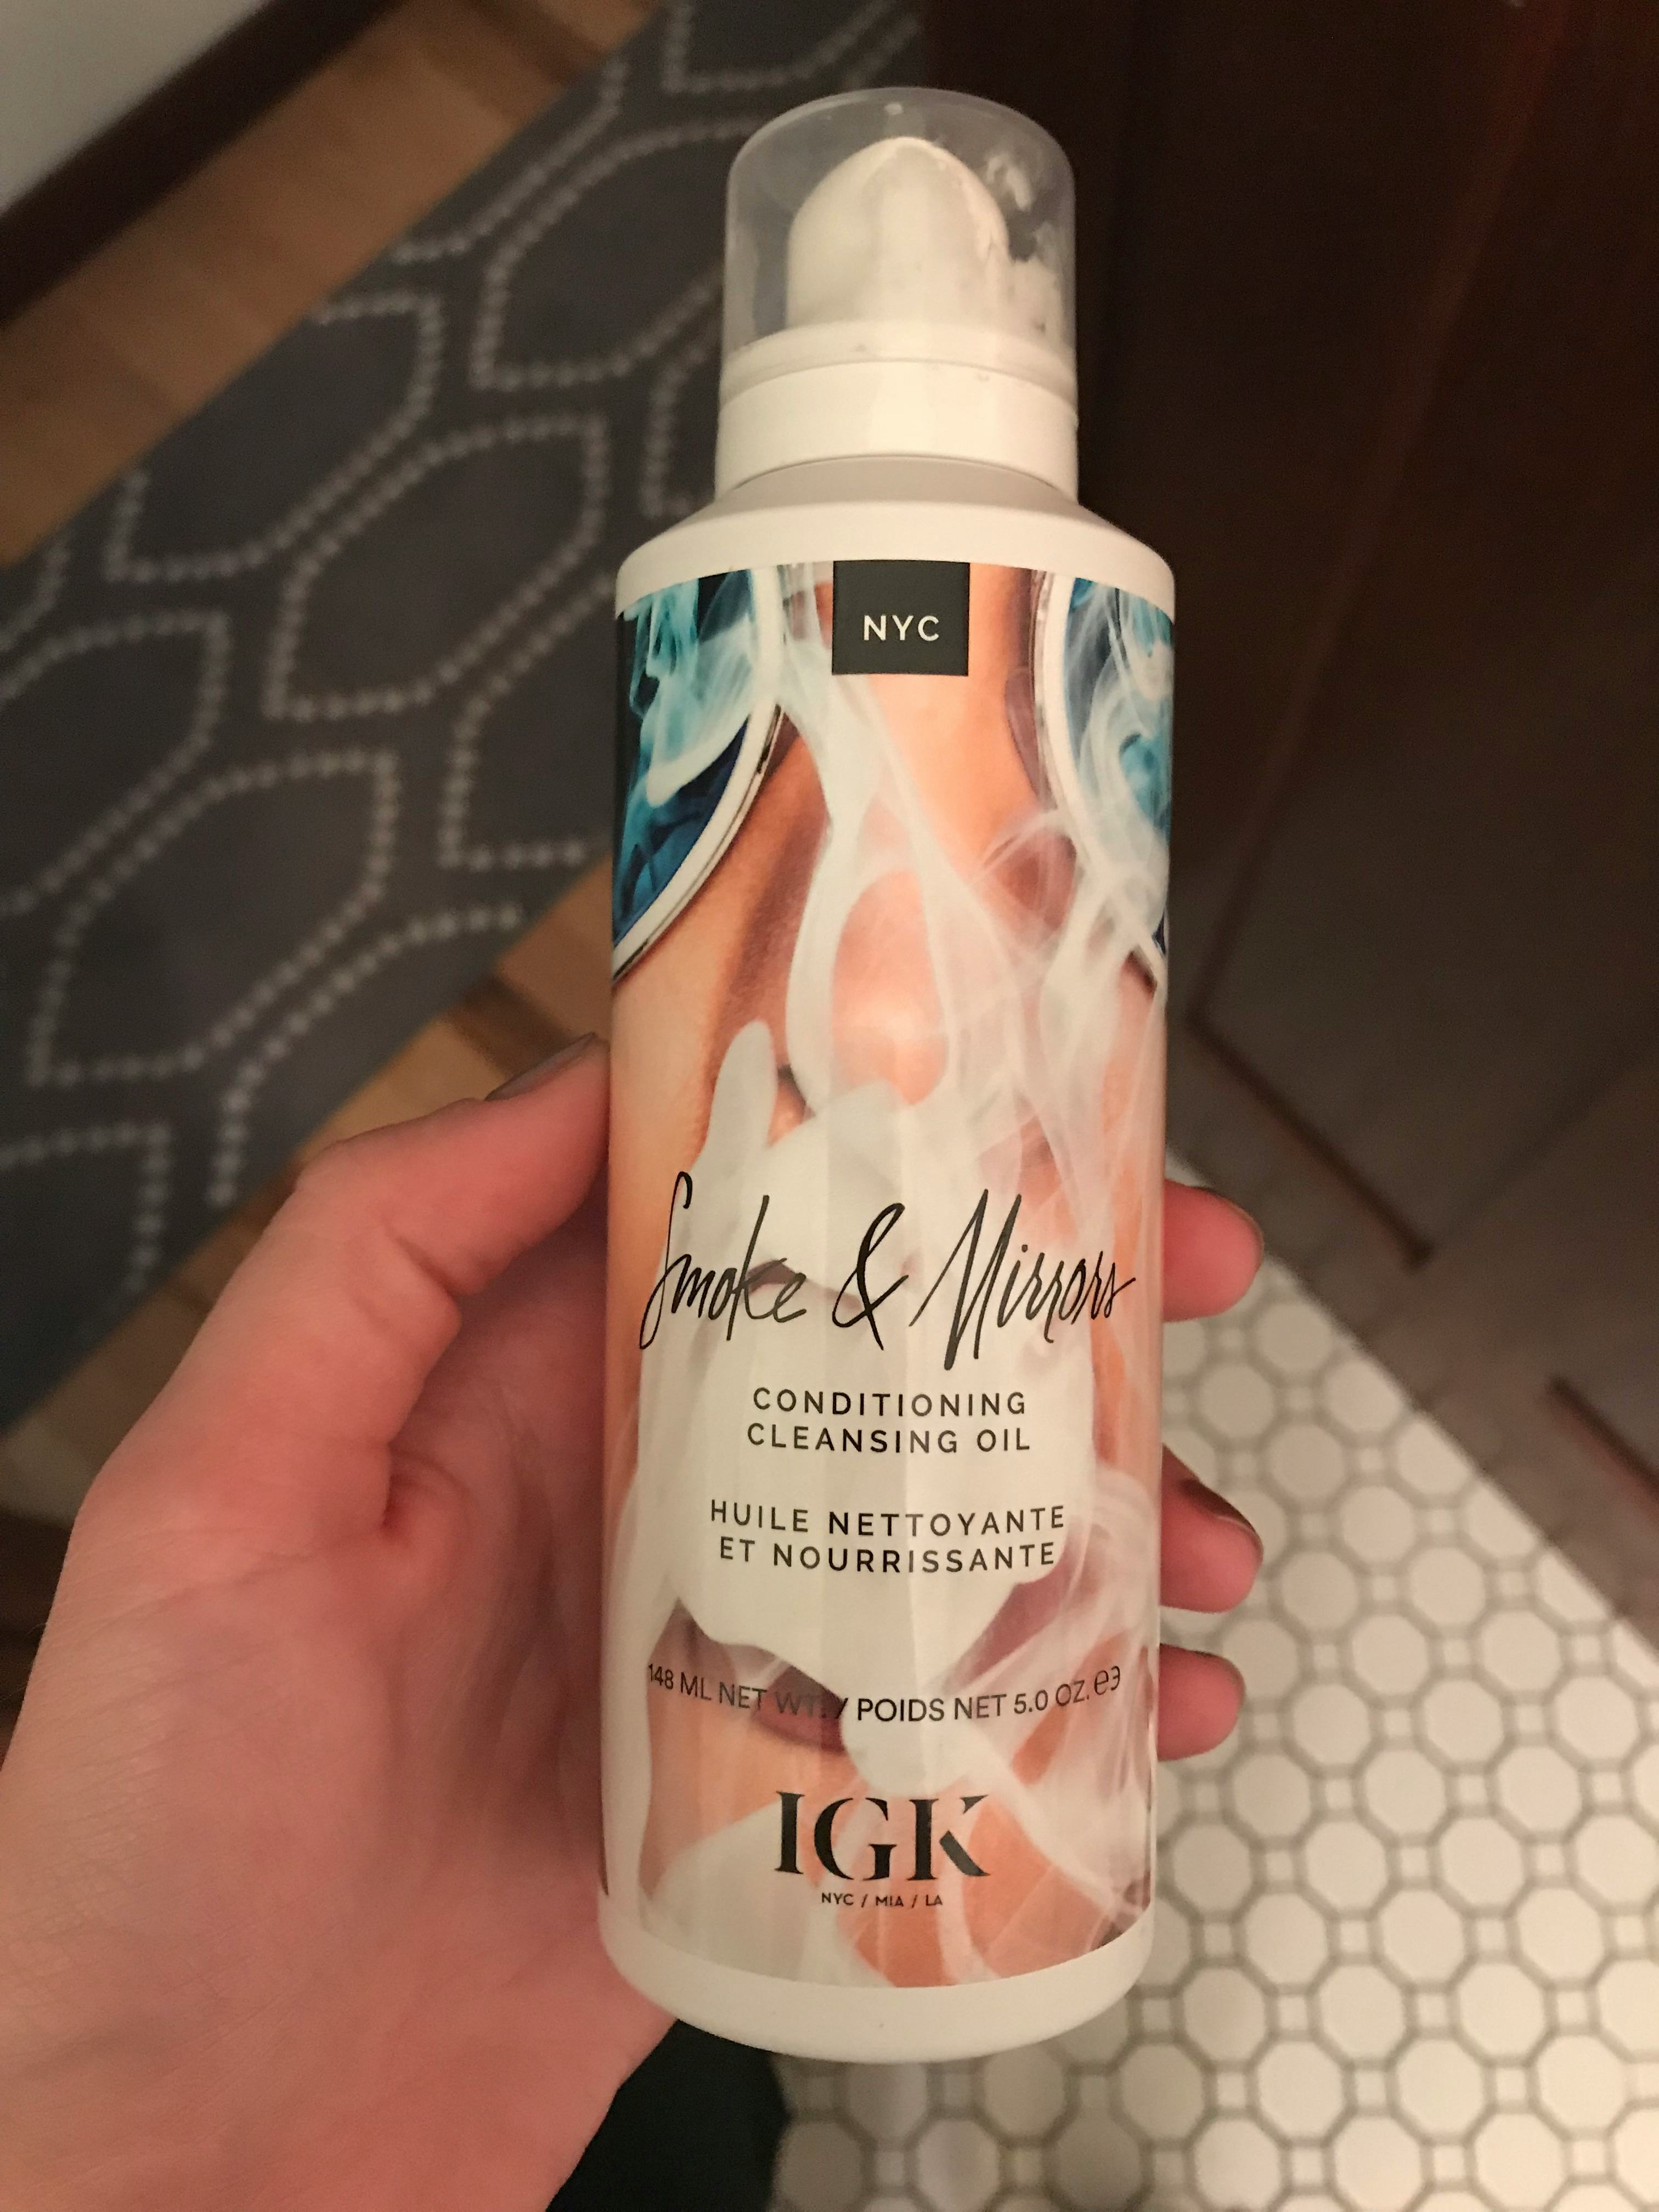 NYC
Smoke & Mirrors
CONDITIONING
CLEANSING OIL
HUILE NETTOYANTE
ET NOURRISSANTE
148 ML NET WT. / POIDS NET 5.0 OZ. ℮3
IGK
NYC / MIA / LA